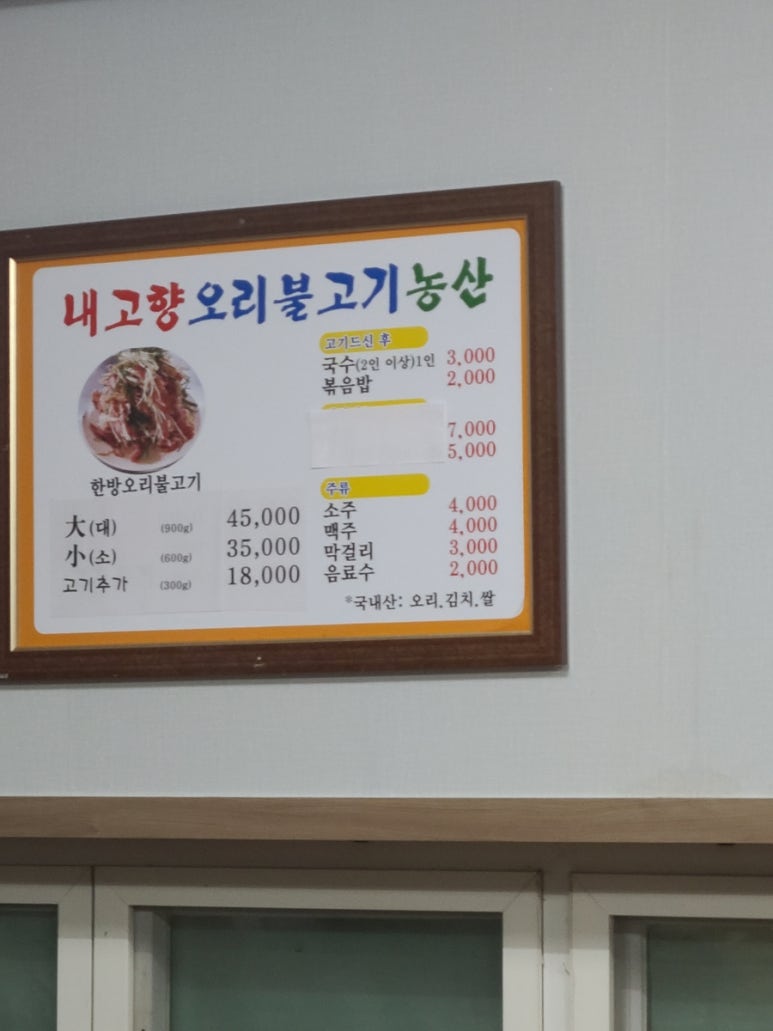 내고향오리불고기농산
한방오리불고기
大(대) (900g) 45,000
小(소) (600g) 35,000
고기추가 (300g) 18,000
고기드신 후
국수(2인 이상)1인 3,000
볶음밥 2,000
7,000
5,000
주류
소주 4,000
맥주 4,000
막걸리 3,000
음료수 2,000
*국내산: 오리.김치.쌀